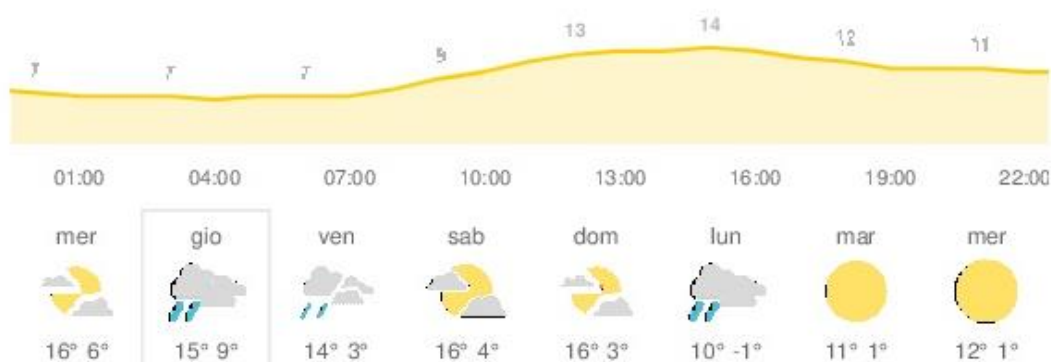 7 7 7 9 13 14 12 11
01:00 04:00 07:00 10:00 13:00 16:00 19:00 22:00
mer gio ven sab dom lun mar mer
16° 6° 15° 9° 14° 3° 16° 4° 16° 3° 10° -1° 11° 1° 12° 1°